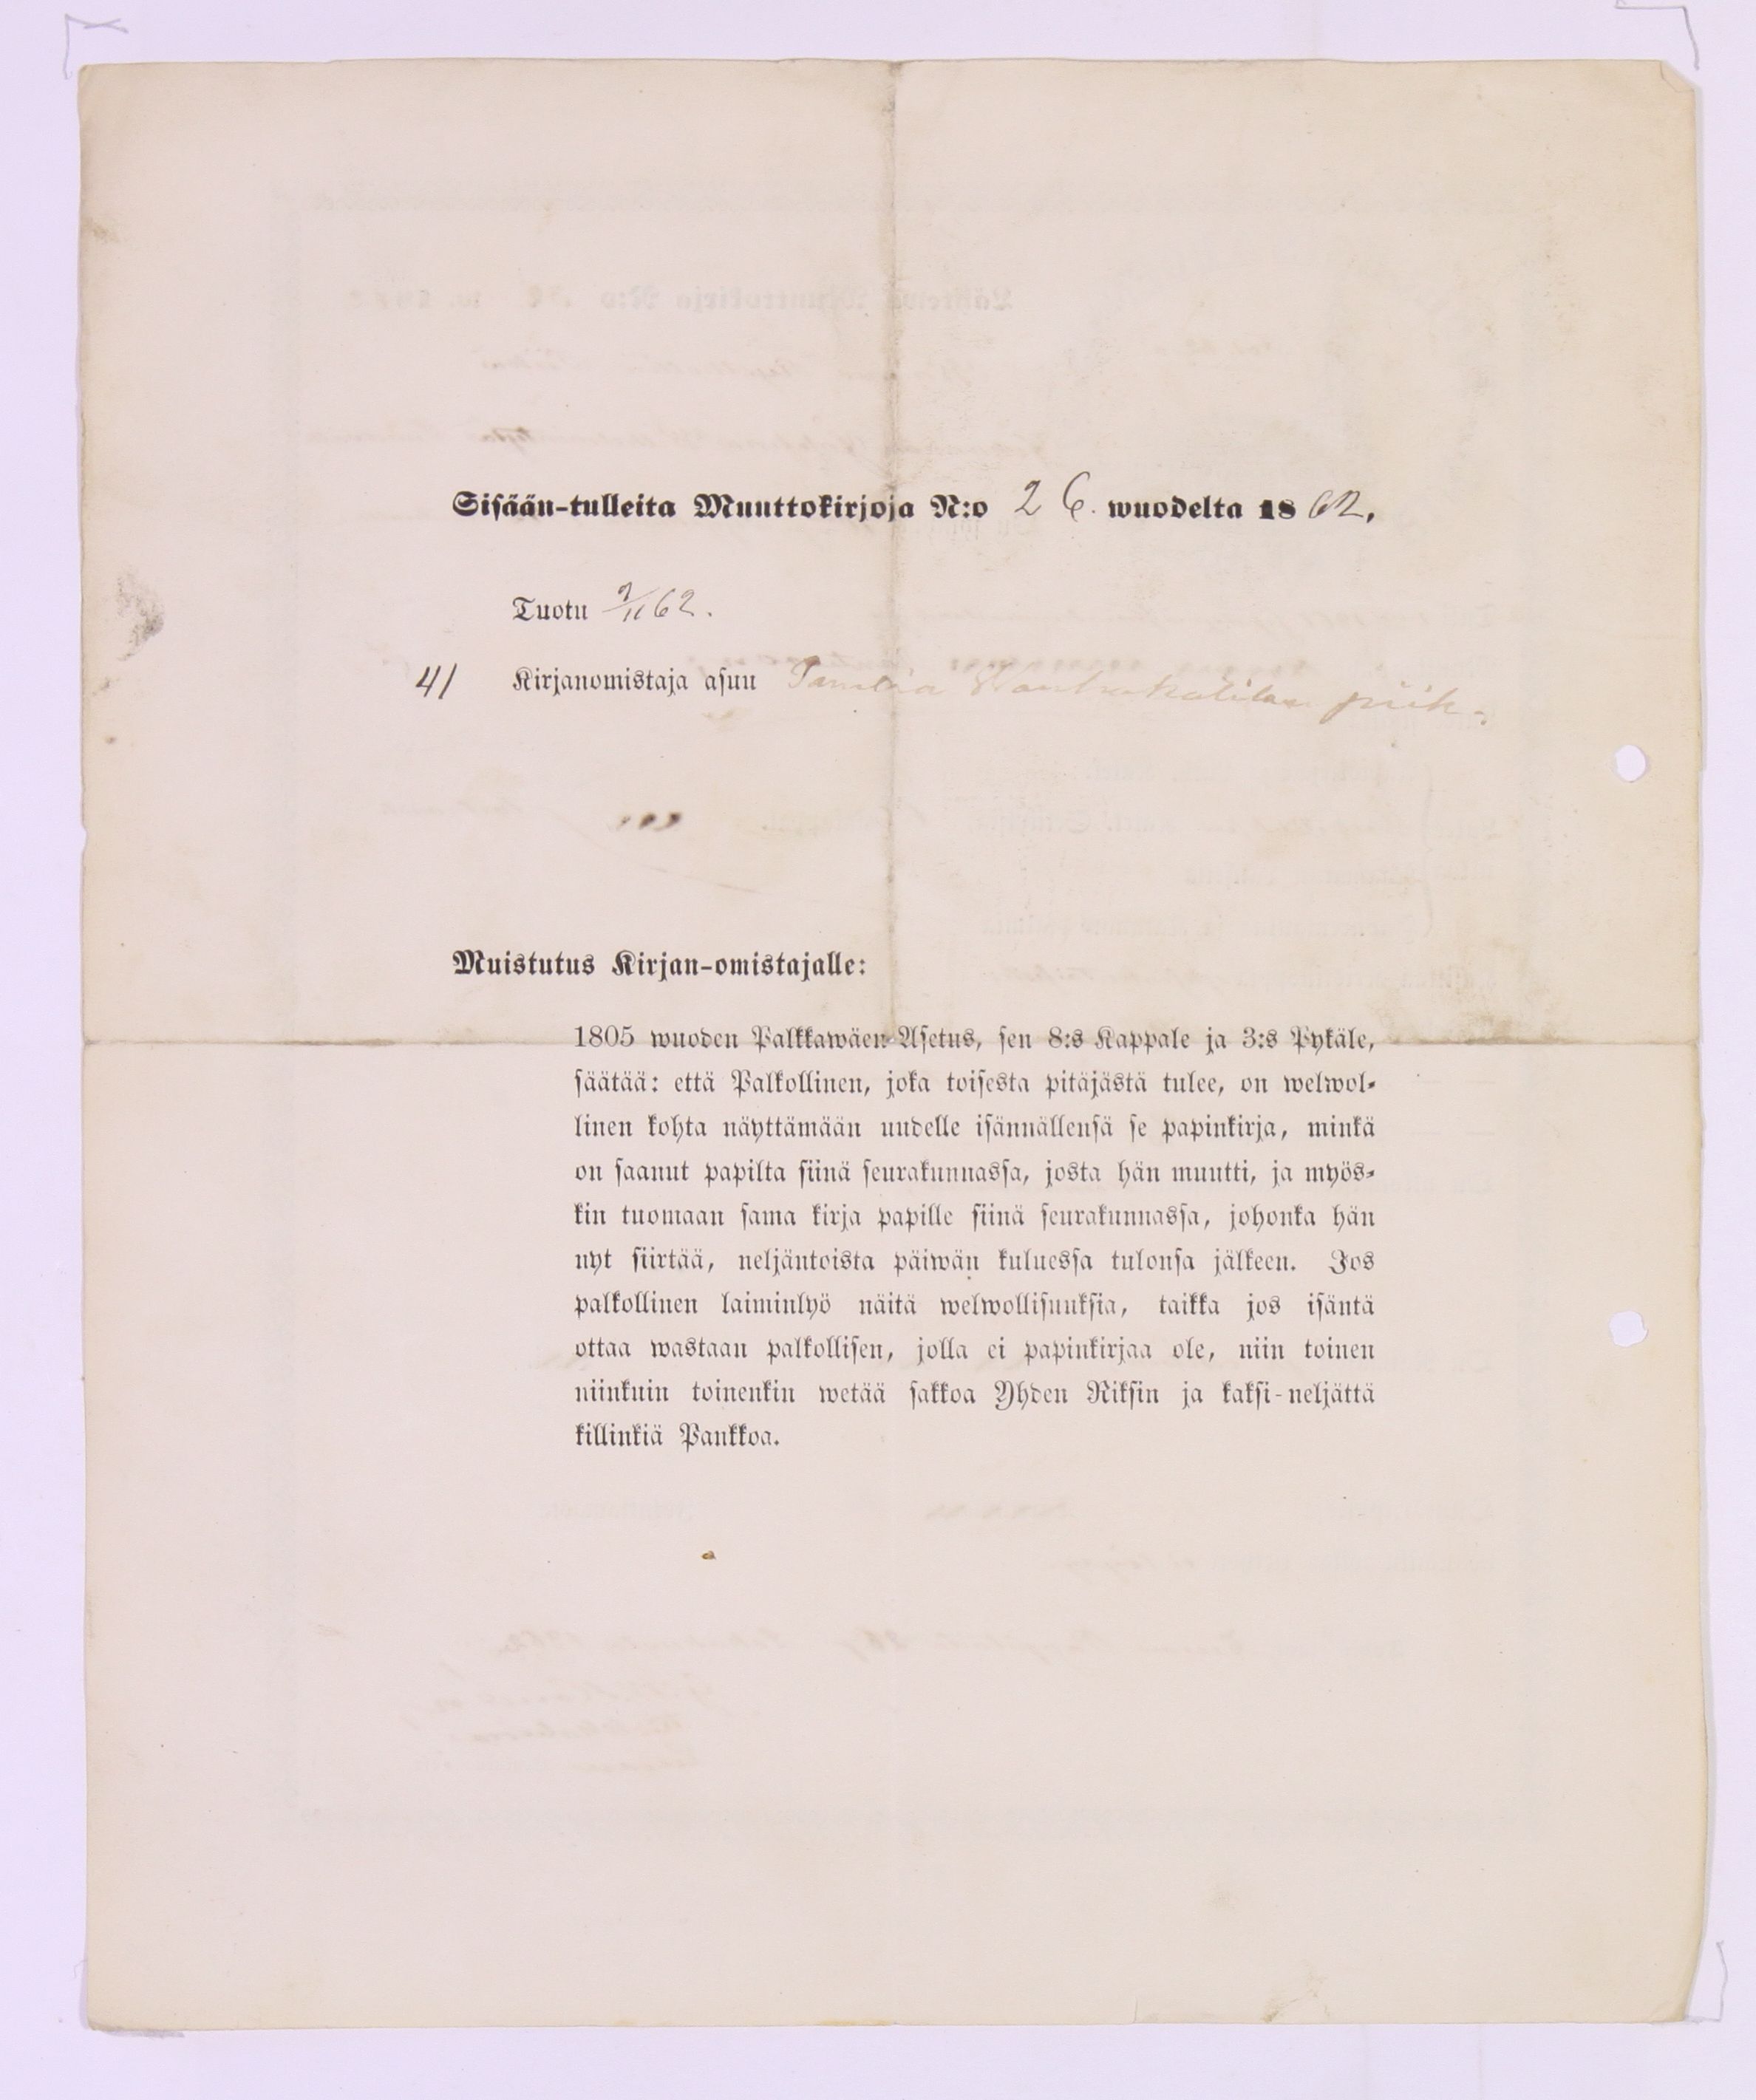 Sisään-tulleita Muuttokirjoja N:o 26. wuodelta 1862.
Tuotu 9/11 62.
41 Kirjanomistaja asuu piik.
Muistutus Kirjan-omistajalle:
1805 wuoden Palkkawäen-Asetus, sen 8:s Kappale ja 3:s Pykäle,
säätää: että Palkollinen, joka toisesta pitäjästä tulee, on welwol-
linen kohta näyttämään uudelle isännällensä se papinkirja, minkä
on saanut papilta siinä seurakunnassa, josta hän muutti, ja myös-
kin tuomaan sama kirja papille siinä seurakunnassa, johonka hän
nyt siirtää, neljäntoista päiwän kuluessa tulonsa jälkeen. Jos
palkollinen laiminlyö näitä welwollisuuksia, taikka jos isäntä
ottaa wastaan palkollisen, jolla ei papinkirjaa ole, niin toinen
niinkuin toinenkin wetää sakkoa Yhden Riksin ja kaksi-neljättä
killinkiä Pankkoa.